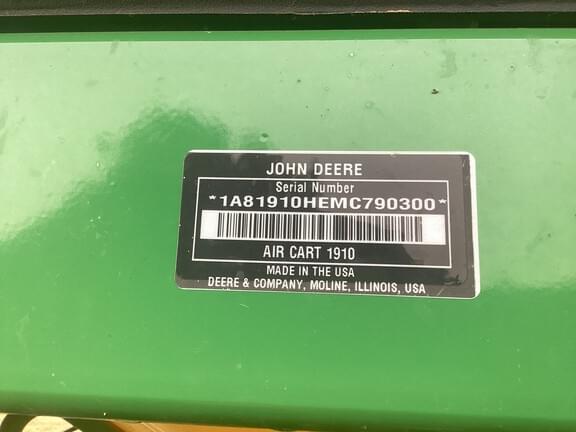 JOHN DEERE
Serial Number
*1A81910HEMC790300*
AIR CART 1910
MADE IN THE USA
DEERE & COMPANY, MOLINE, ILLINOIS, USA